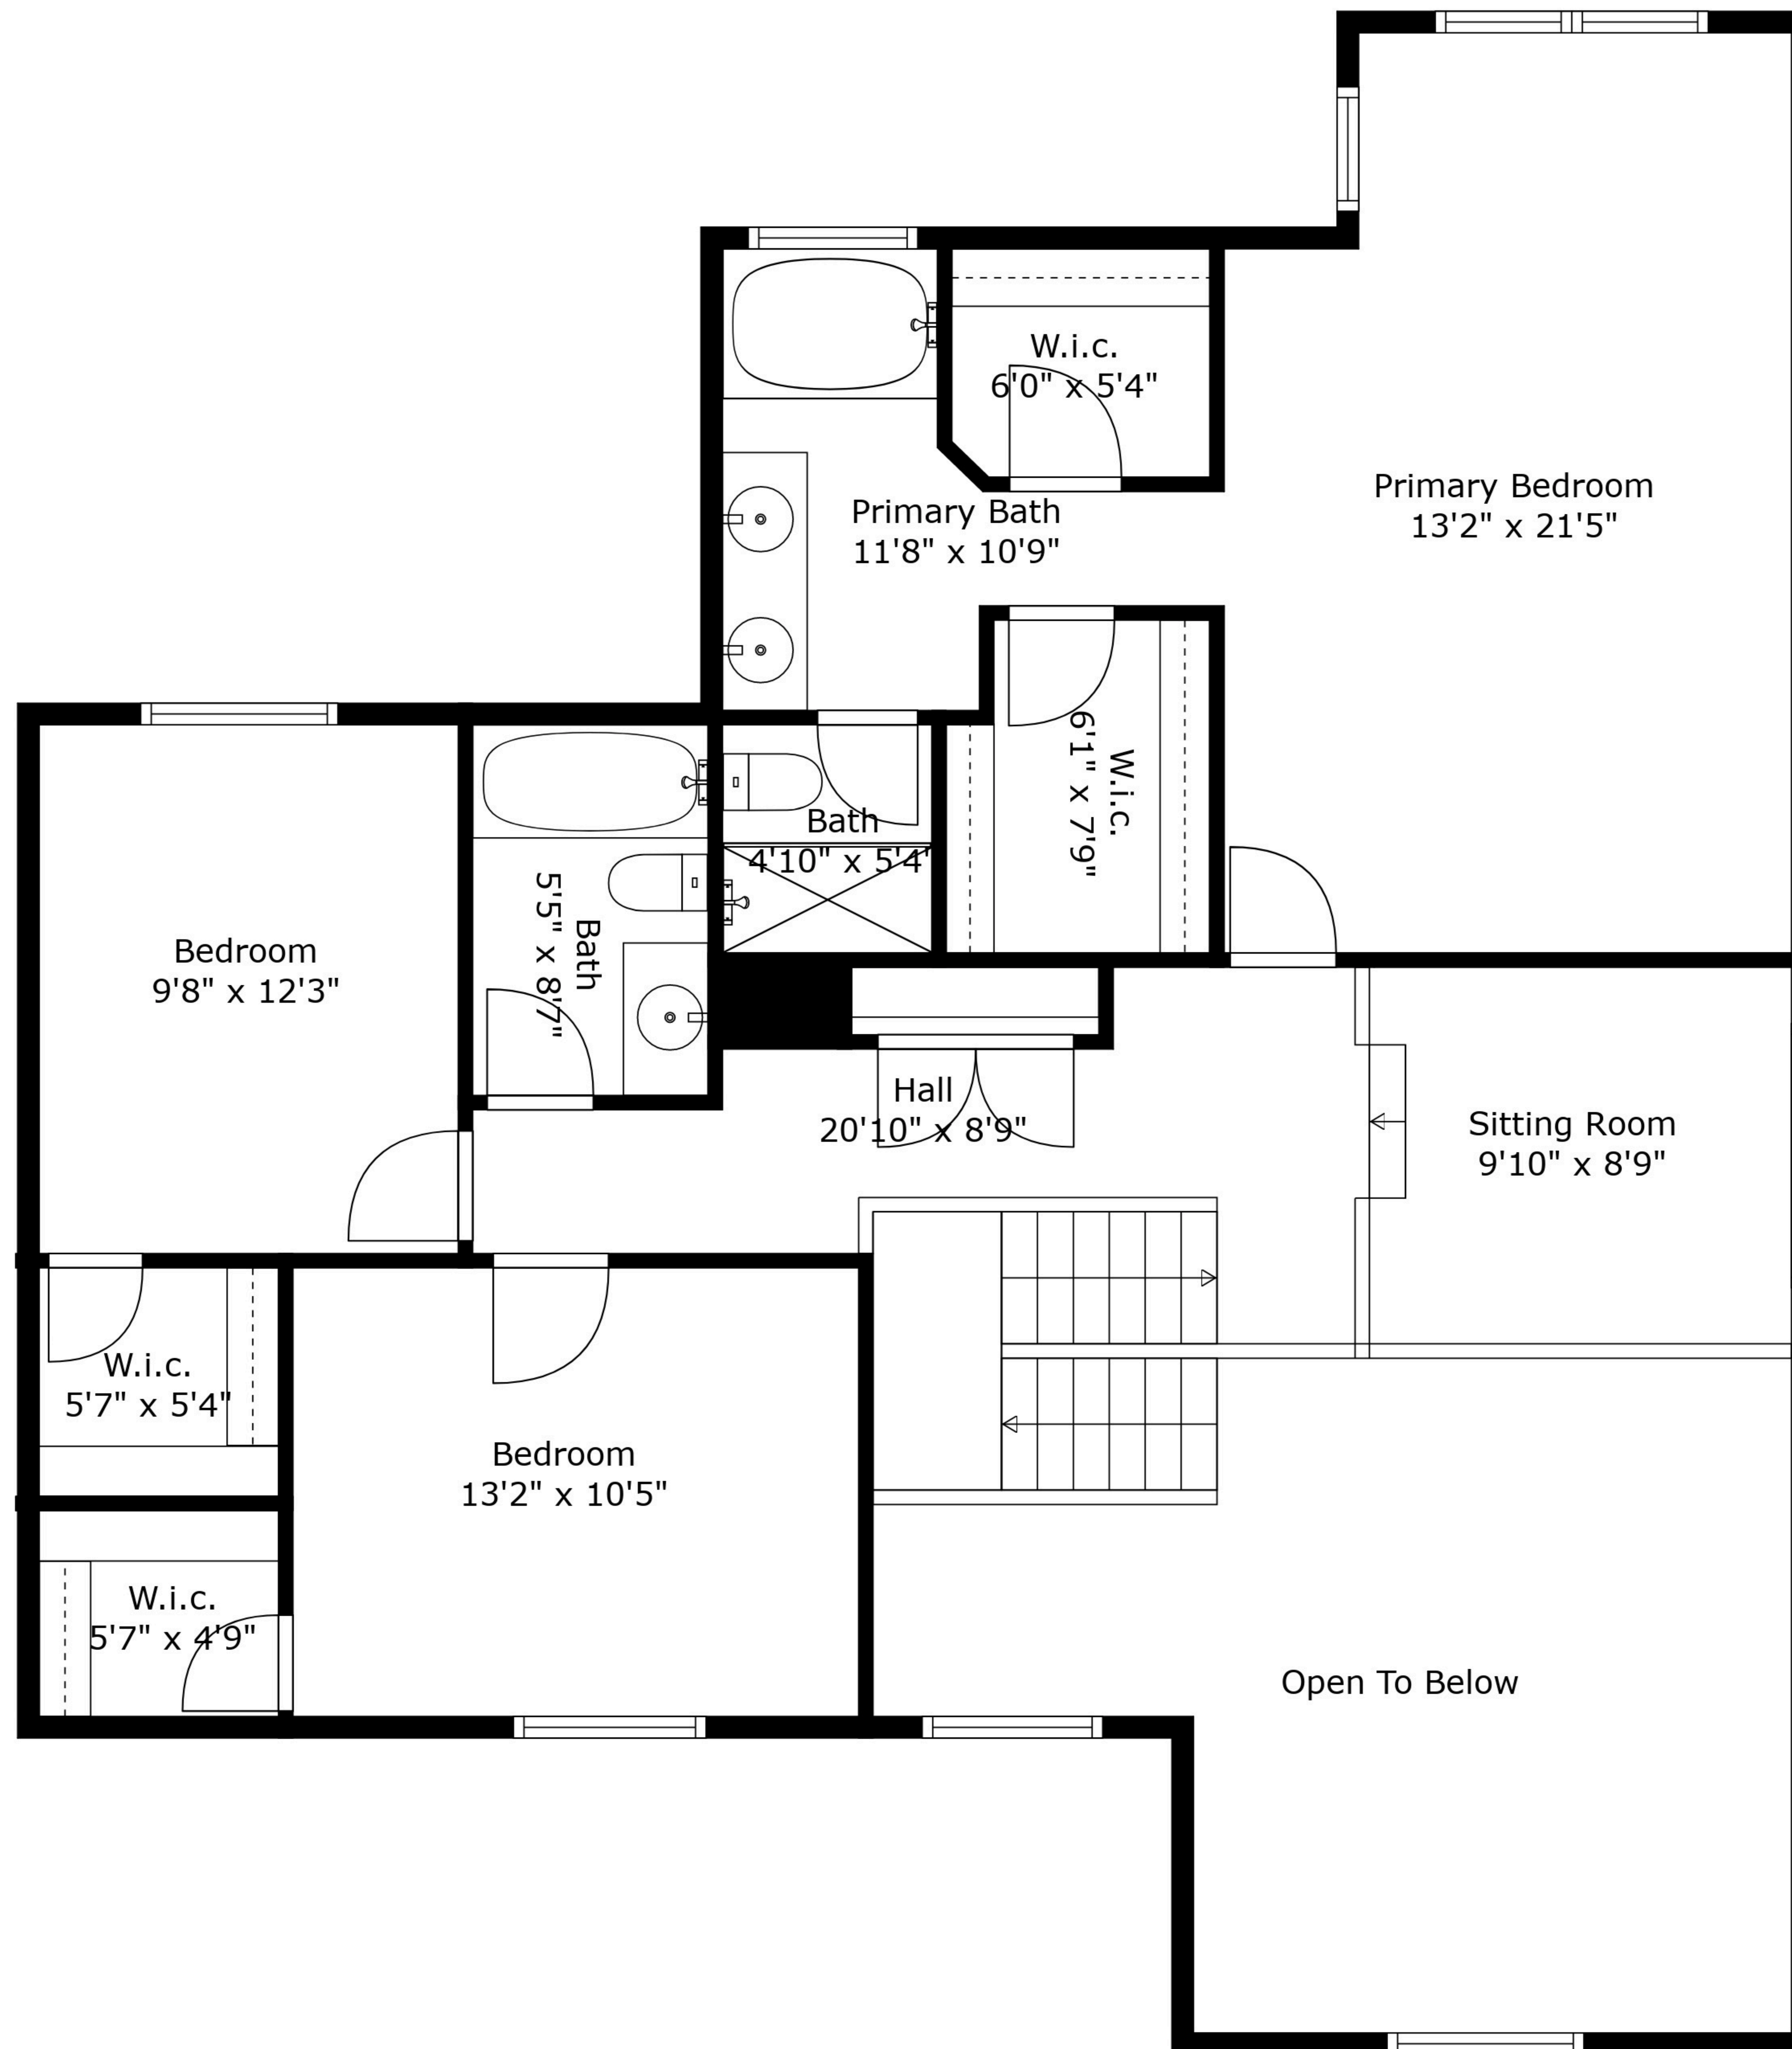 W.i.c.
6'0" x 5'4"
Primary Bedroom
13'2" x 21'5"
Primary Bath
11'8" x 10'9"
W.i.c.
6'1" x 7'9"
Bath
4'10" x 5'4"
Bath
5'5" x 8'7"
Bedroom
9'8" x 12'3"
Hall
20'10" x 8'9"
Sitting Room
9'10" x 8'9"
W.i.c.
5'7" x 5'4"
Bedroom
13'2" x 10'5"
W.i.c.
5'7" x 4'9"
Open To Below